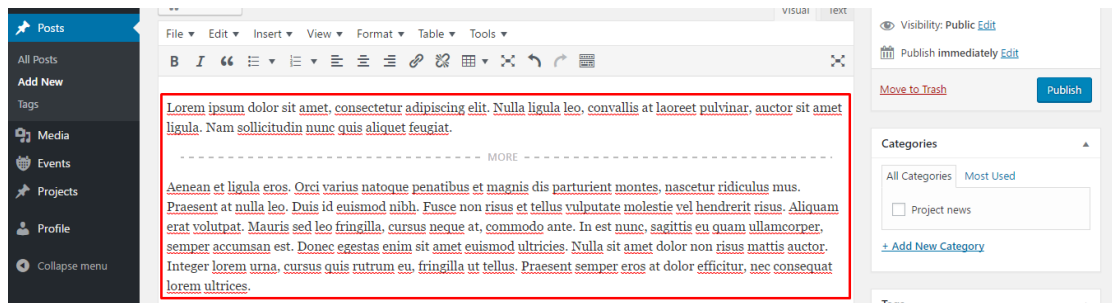 Visual Text
Posts
All Posts
Add New
Tags
Media
Events
Projects
Profile
Collapse menu
File Edit Insert View Format Table Tools
Lorem ipsum dolor sit amet, consectetur adipiscing elit. Nulla ligula leo, convallis at laoreet pulvinar, auctor sit amet
ligula. Nam sollicitudin nunc quis aliquet feugiat.
MORE
Aenean et ligula eros. Orci varius natoque penatibus et magnis dis parturient montes, nascetur ridiculus mus.
Praesent at nulla leo. Duis id euismod nibh. Fusce non risus et tellus vulputate molestie vel hendrerit risus. Aliquam
erat volutpat. Mauris sed leo fringilla, cursus neque at, commodo ante. In est nunc, sagittis eu quam ullamcorper,
semper accumsan est. Donec egestas enim sit amet euismod ultricies. Nulla sit amet dolor non risus mattis auctor.
Integer lorem urna, cursus quis rutrum eu, fringilla ut tellus. Praesent semper eros at dolor efficitur, nec consequat
lorem ultrices.
Visibility: Public Edit
Publish immediately Edit
Move to Trash Publish
Categories
All Categories Most Used
Project news
+ Add New Category
Tags